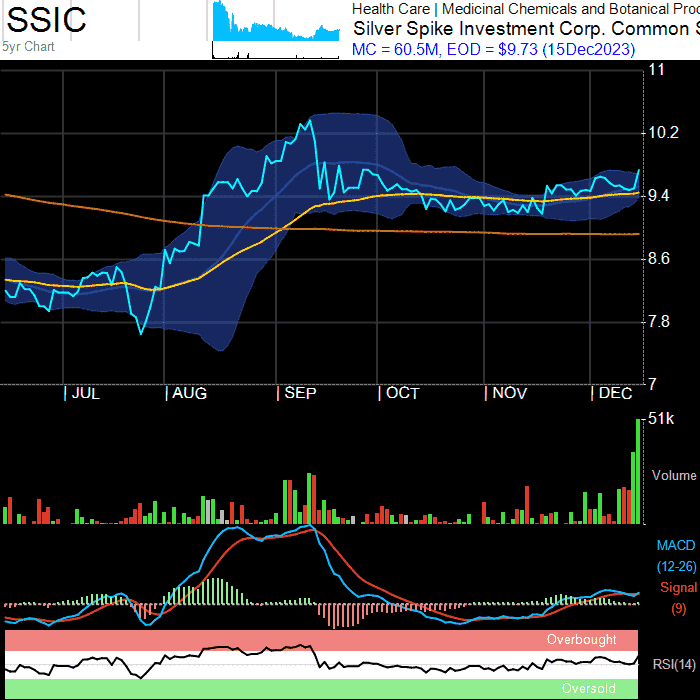 SSIC
5yr Chart
Health Care | Medicinal Chemicals and Botanical
Silver Spike Investment Corp. Common
MC = 60.5M, EOD = $9.73 (15Dec2023)
11
10.2
9.4
8.6
7.8
7
JUL AUG SEP OCT NOV DEC
51k
Volume
MACD
(12-26)
Signal
(9)
Overbought
RSI(14)
Oversold